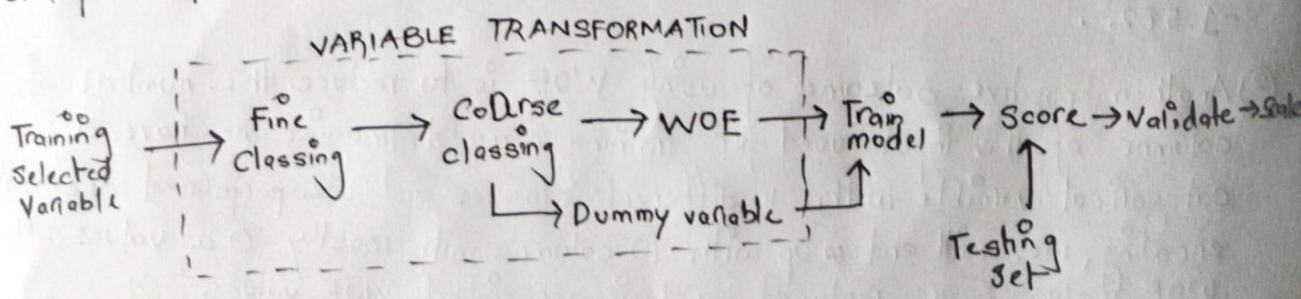 VARIABLE TRANSFORMATION
Training
Selected
Variable
Fine
Classing
Coarse
classing
WOE
Dummy variable
Train
model
Score
Validate
Testing
Set